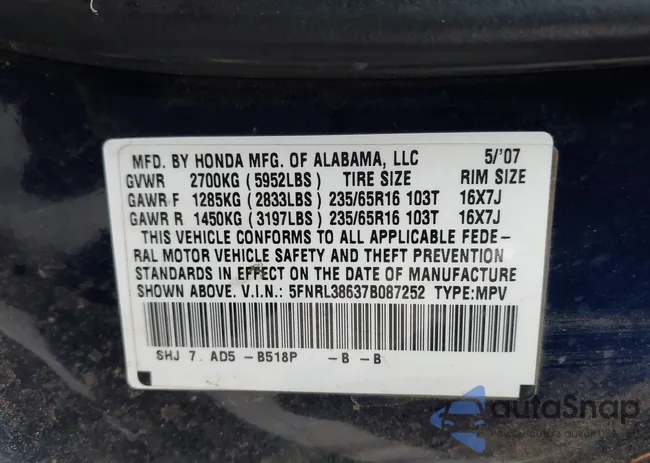 MFD. BY HONDA MFG. OF ALABAMA, LLC 5/'07
GVWR 2700KG (5952LBS) TIRE SIZE RIM SIZE
GAWR F 1285KG (2833LBS) 235/65R16 103T 16X7J
GAWR R 1450KG (3197LBS) 235/65R16 103T 16X7J
THIS VEHICLE CONFORMS TO ALL APPLICABLE FEDE-
RAL MOTOR VEHICLE SAFETY AND THEFT PREVENTION
STANDARDS IN EFFECT ON THE DATE OF MANUFACTURE
SHOWN ABOVE. V.I.N.: 5FNRL38637B087252 TYPE:MPV
SHJ 7. AD5 -B518P -B -B
autoSnap